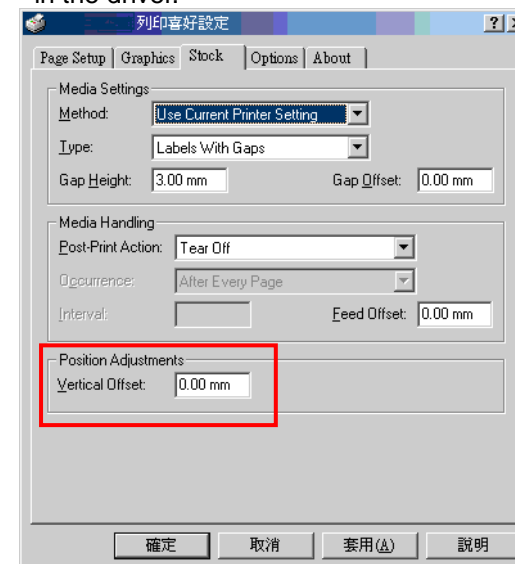 in the driver.
列印喜好設定
Page Setup Graphics Stock Options About
Media Settings
Method: Use Current Printer Setting
Type: Labels With Gaps
Gap Height: 3.00 mm Gap Offset: 0.00 mm
Media Handling
Post-Print Action: Tear Off
Occurrence: After Every Page
Interval: Feed Offset: 0.00 mm
Position Adjustments
Vertical Offset: 0.00 mm
確定 取消 套用(A) 說明